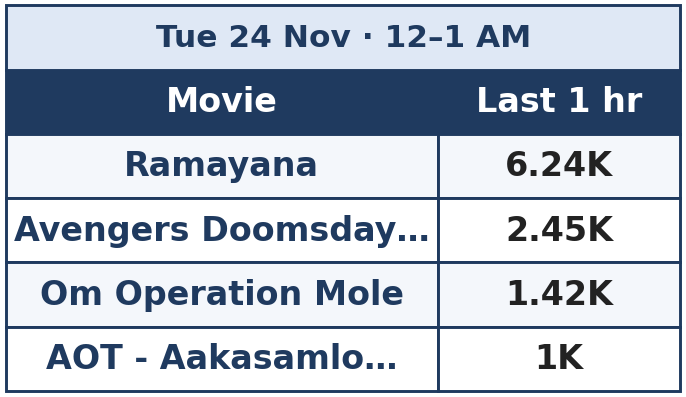 Tue 24 Nov · 12–1 AM
Movie Last 1 hr
Ramayana 6.24K
Avengers Doomsday... 2.45K
Om Operation Mole 1.42K
AOT - Aakasamlo... 1K